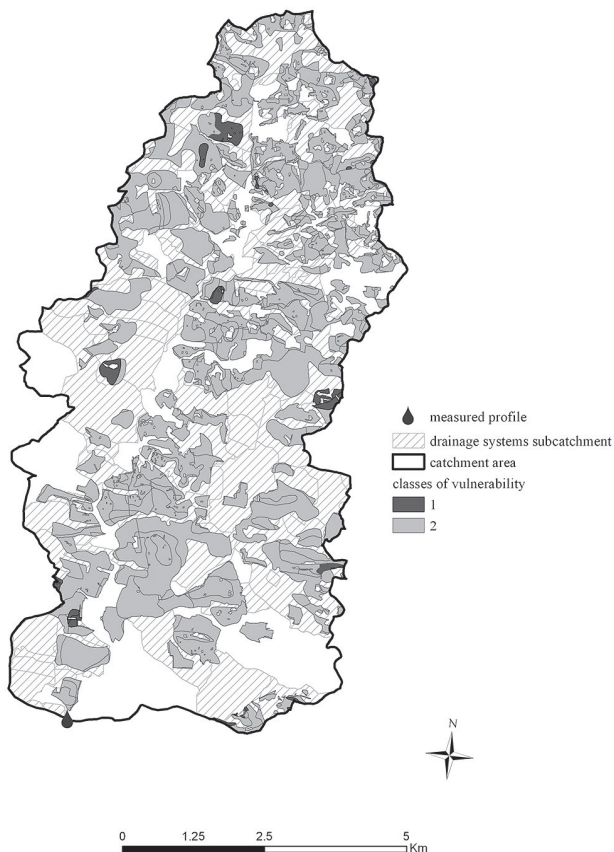 measured profile
drainage systems subcatchment
catchment area
classes of vulnerability
1
2
N
0 1.25 2.5 5
Km